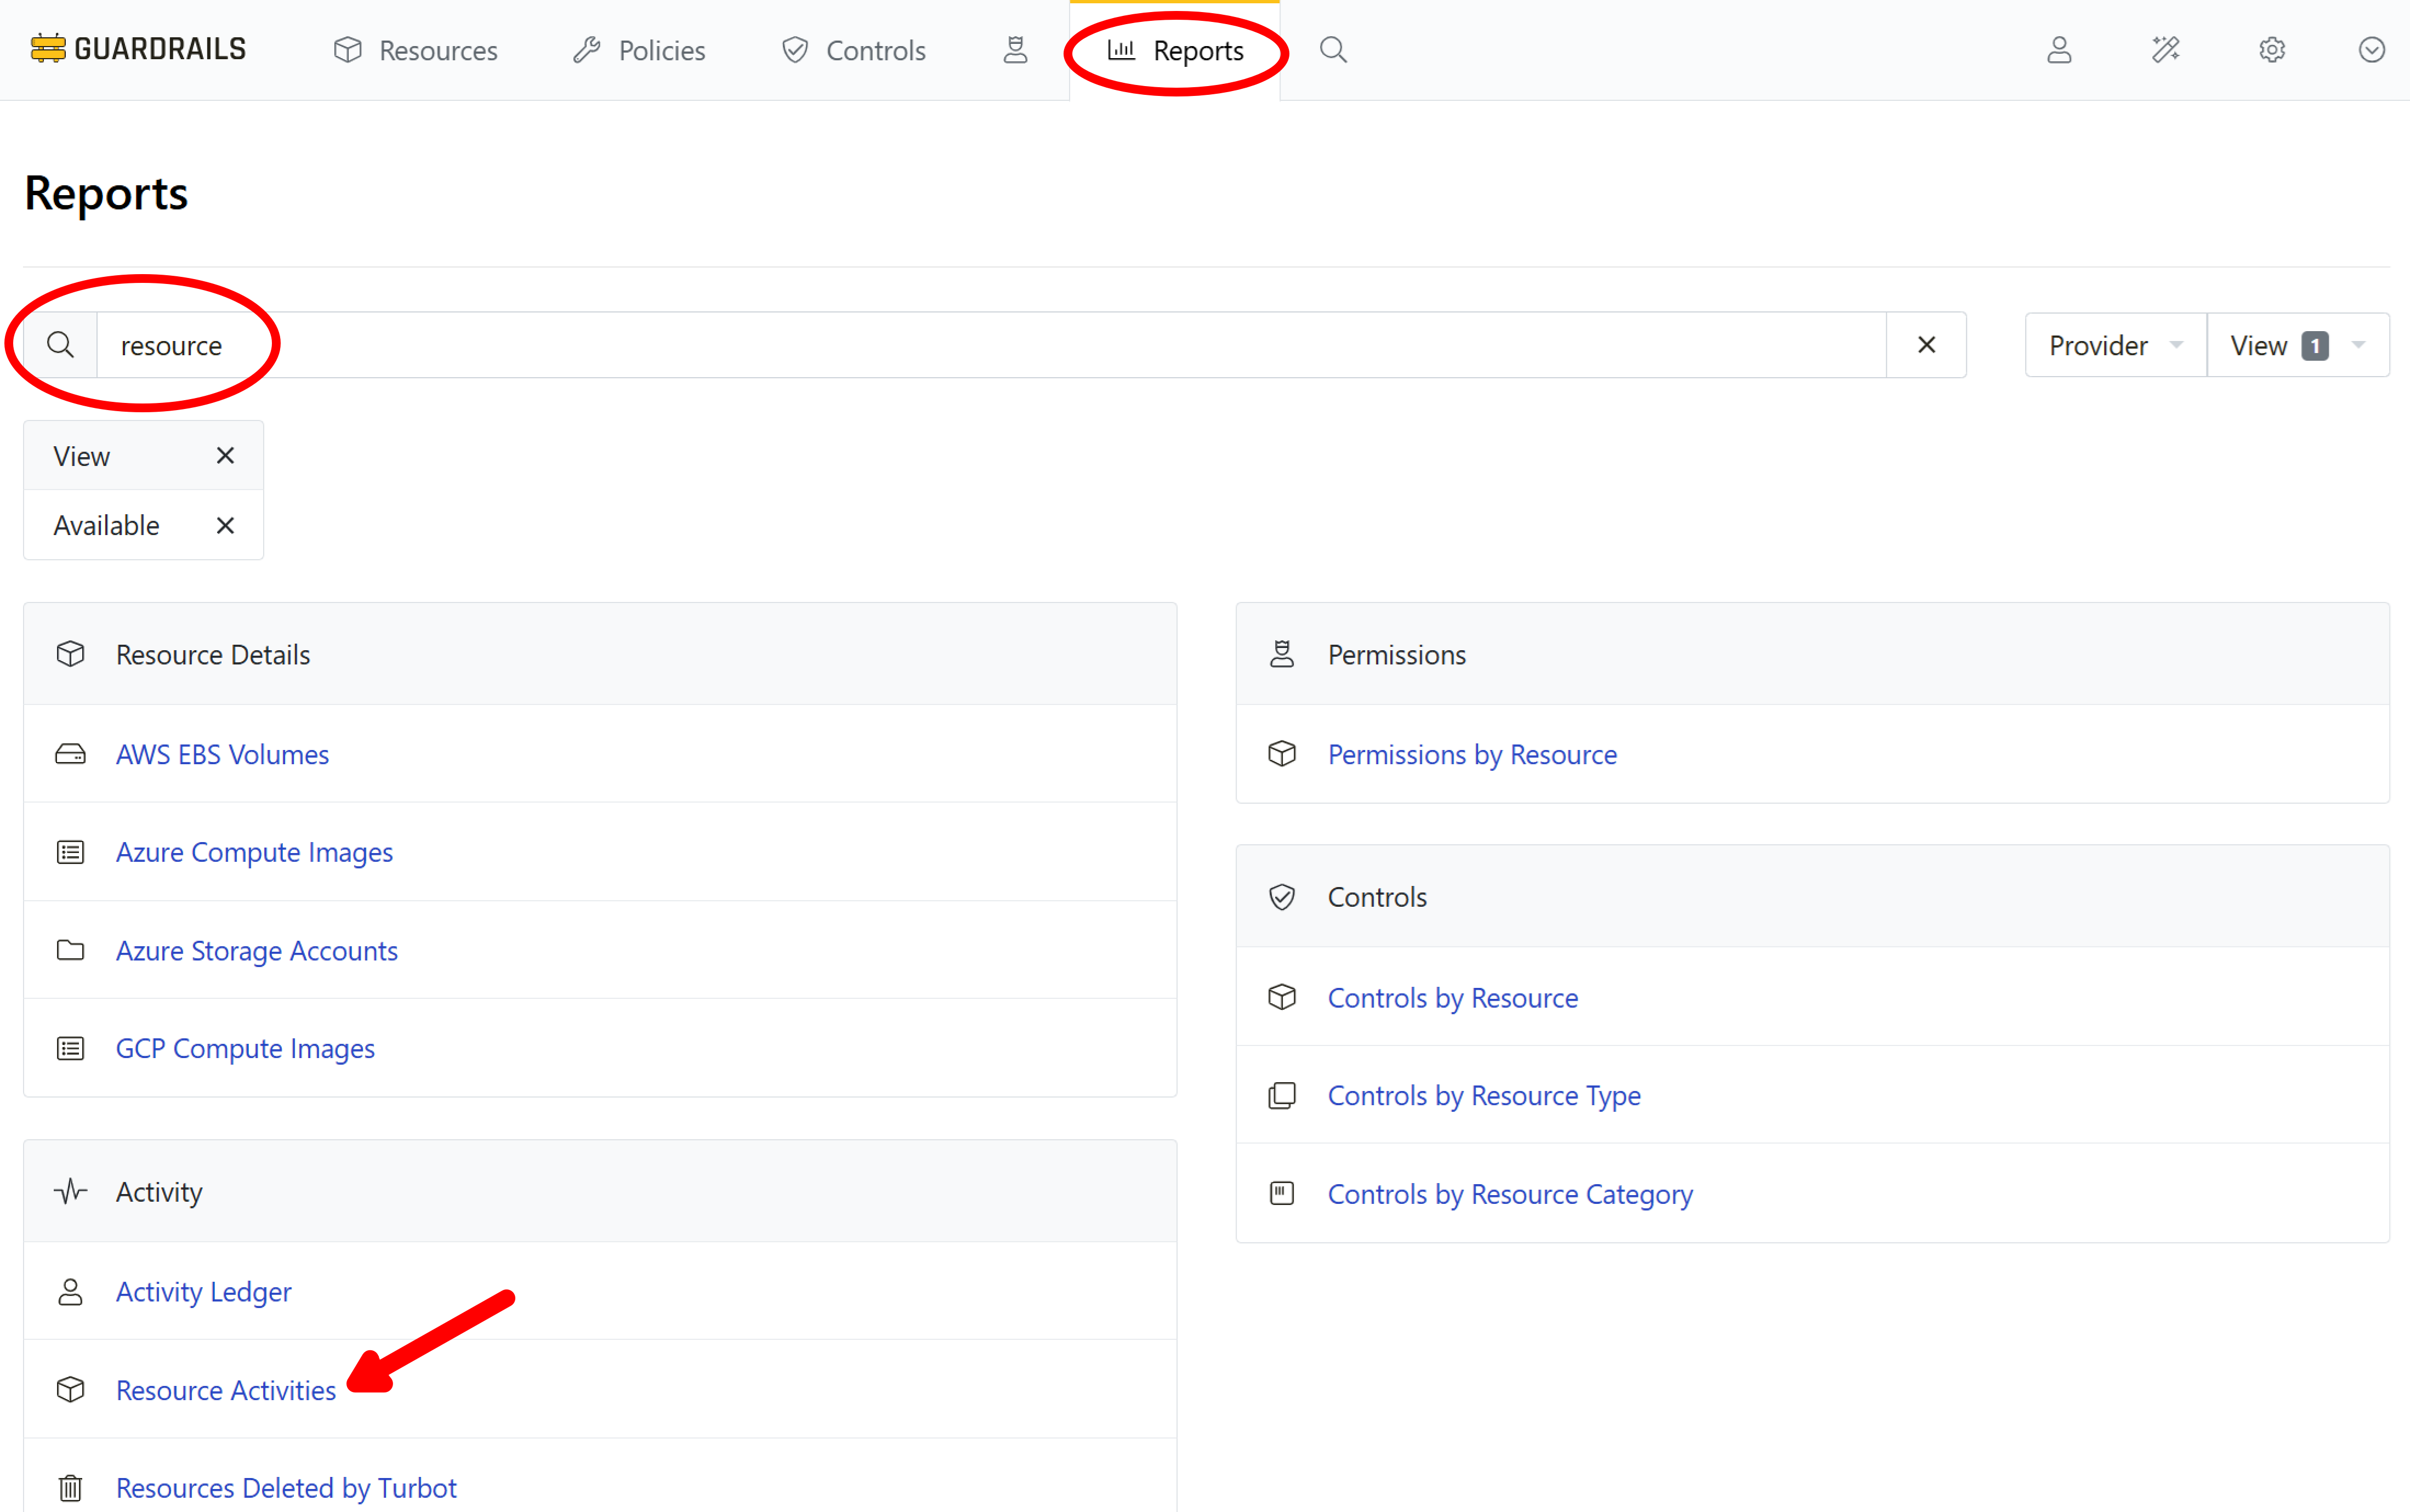 GUARDRAILS Resources Policies Controls Reports
Reports
resource
Provider View 1
View
Available
Resource Details
AWS EBS Volumes
Azure Compute Images
Azure Storage Accounts
GCP Compute Images
Activity
Activity Ledger
Resource Activities
Resources Deleted by Turbot
Permissions
Permissions by Resource
Controls
Controls by Resource
Controls by Resource Type
Controls by Resource Category